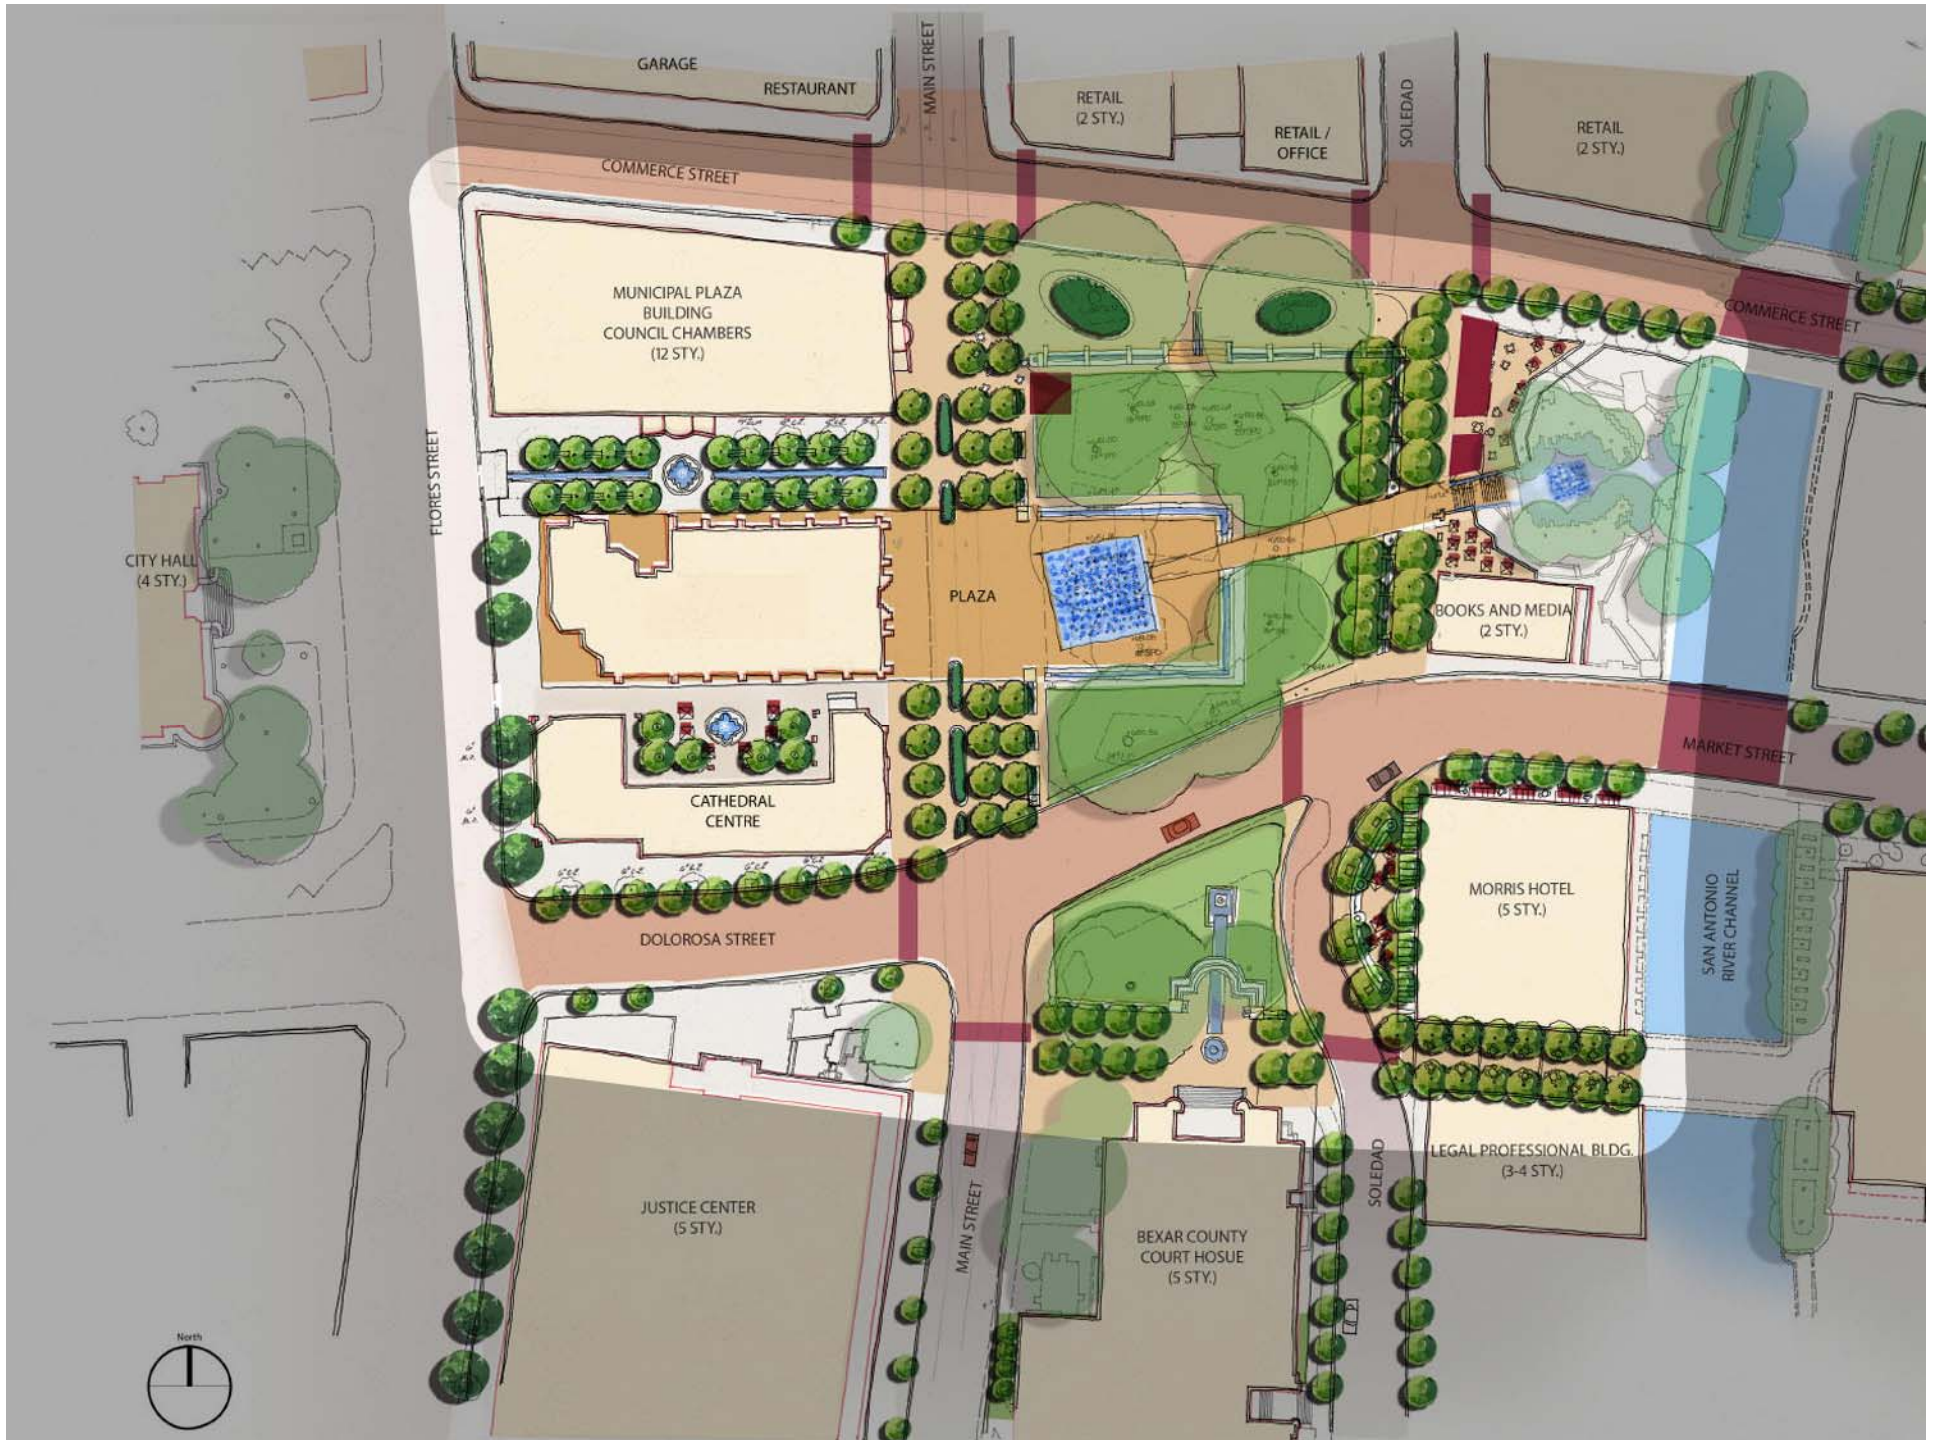 GARAGE
RESTAURANT
MAIN STREET
RETAIL
(2 STY.)
RETAIL /
OFFICE
SOLEDAD
RETAIL
(2 STY.)
COMMERCE STREET
MUNICIPAL PLAZA
BUILDING
COUNCIL CHAMBERS
(12 STY.)
COMMERCE STREET
FLORES STREET
CITY HALL
(4 STY.)
PLAZA
BOOKS AND MEDIA
(2 STY.)
MARKET STREET
CATHEDRAL
CENTRE
MORRIS HOTEL
(5 STY.)
SAN ANTONIO
RIVER CHANNEL
DOLOROSA STREET
LEGAL PROFESSIONAL BLDG.
(3-4 STY.)
SOLEDAD
JUSTICE CENTER
(5 STY.)
MAIN STREET
BEXAR COUNTY
COURT HOSUE
(5 STY.)
North